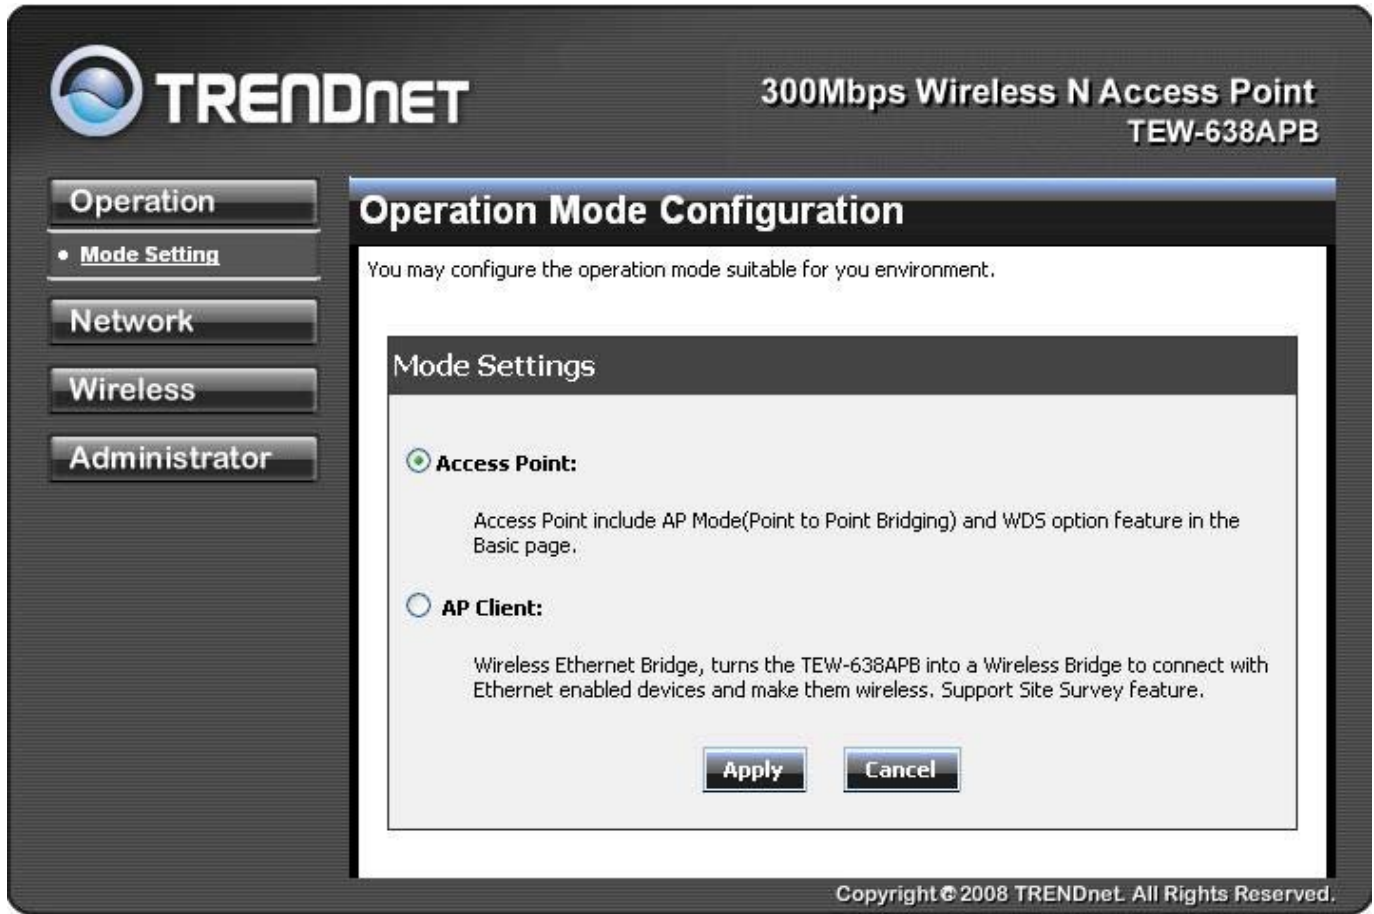 TRENDNET
300Mbps Wireless N Access Point
TEW-638APB
Operation
• Mode Setting
Network
Wireless
Administrator
Operation Mode Configuration
You may configure the operation mode suitable for you environment.
Mode Settings
Access Point:
Access Point include AP Mode(Point to Point Bridging) and WDS option feature in the
Basic page.
AP Client:
Wireless Ethernet Bridge, turns the TEW-638APB into a Wireless Bridge to connect with
Ethernet enabled devices and make them wireless. Support Site Survey feature.
Apply
Cancel
Copyright © 2008 TRENDnet. All Rights Reserved.